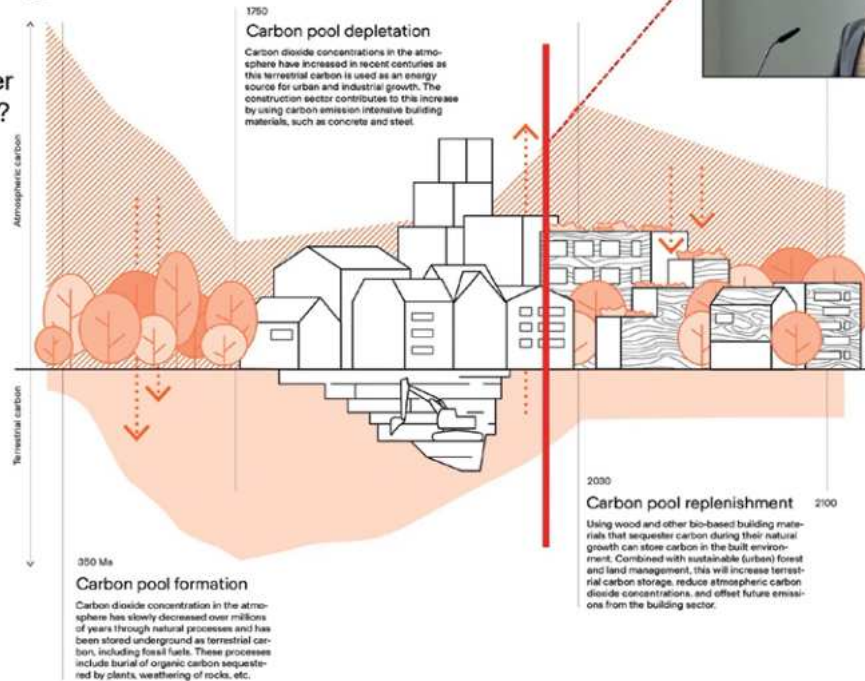 er
?
1750
Carbon pool depletion
Carbon dioxide concentrations in the atmo-
sphere have increased in recent centuries as
this terrestrial carbon is used as an energy
source for urban and industrial growth. The
construction sector contributes to this increase
by using carbon emission intensive building
materials, such as concrete and steel.
Atmospheric carbon
Terrestrial carbon
350 Ma
Carbon pool formation
Carbon dioxide concentration in the atmo-
sphere has slowly decreased over millions
of years through natural processes and has
been stored underground as terrestrial car-
bon, including fossil fuels. These processes
include burial of organic carbon sequeste-
red by plants, weathering of rocks, etc.
2030
Carbon pool replenishment
2100
Using wood and other bio-based building mate-
rials that sequester carbon during their natural
growth can store carbon in the built environ-
ment. Combined with sustainable (urban) forest
and land management, this will increase terrest-
rial carbon storage, reduce atmospheric carbon
dioxide concentrations, and offset future emissi-
ons from the building sector.